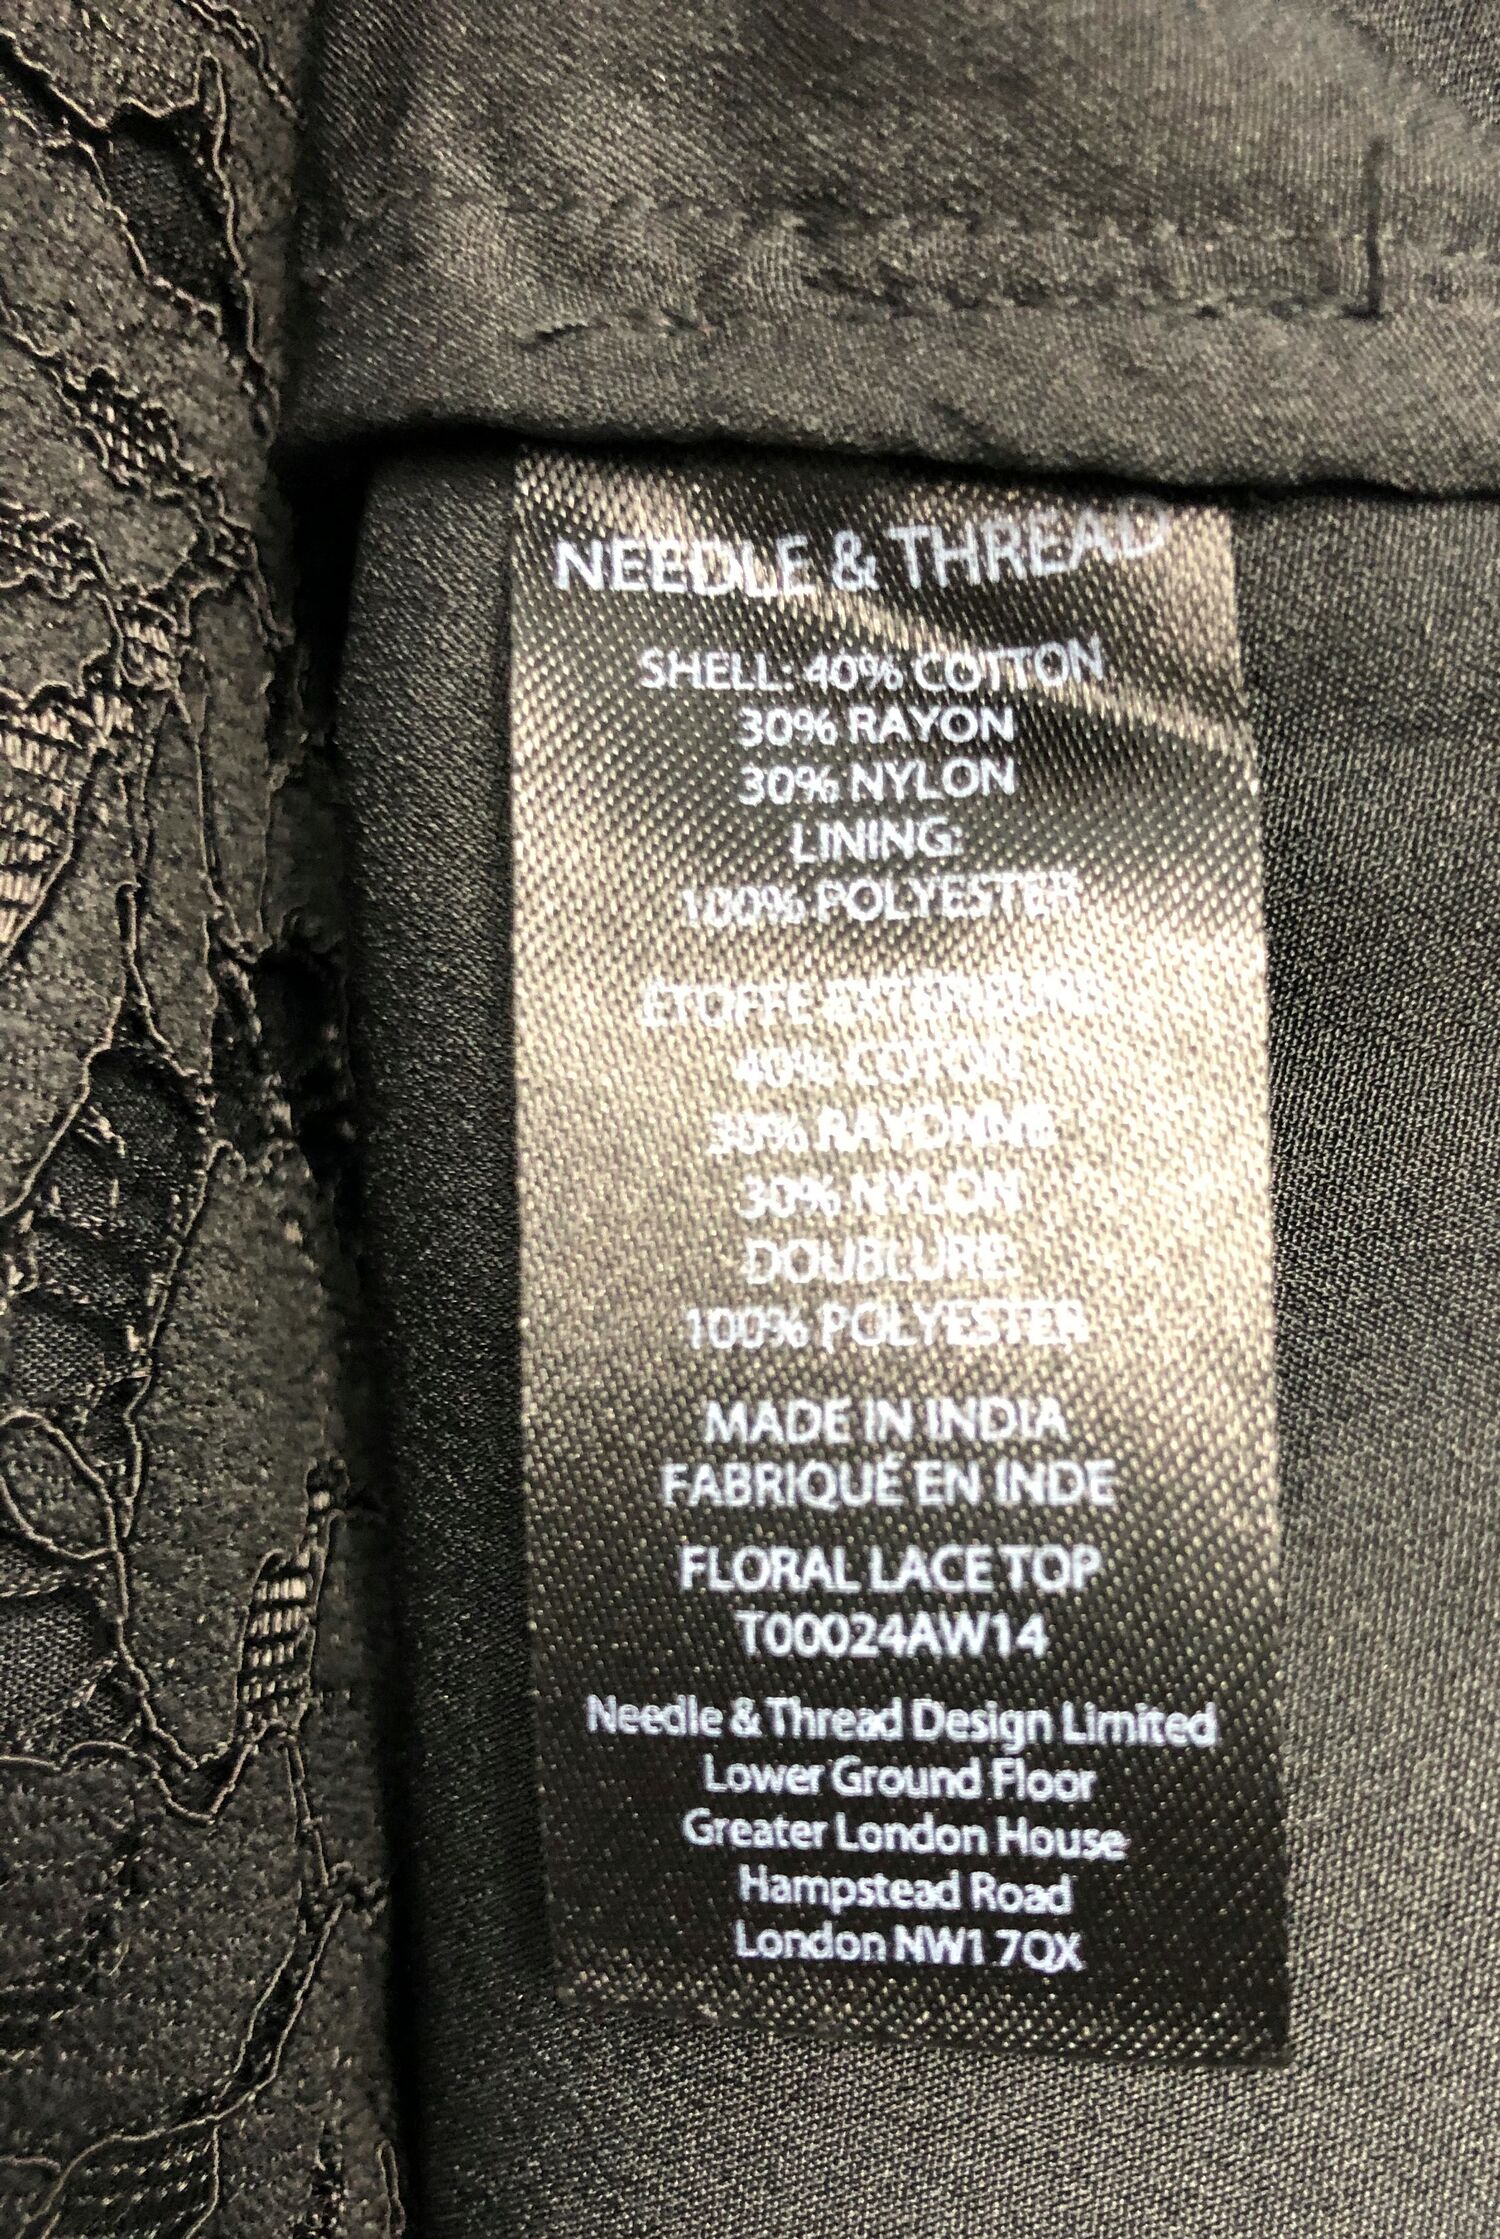 NEEDLE & THREAD
SHELL: 40% COTTON
30% RAYON
30% NYLON
LINING:
100% POLYESTER
ÉTOFFE EXTERIEURE
40% COTON
30% RAYONNE
30% NYLON
DOUBLURE:
100% POLYESTER
MADE IN INDIA
FABRIQUÉ EN INDE
FLORAL LACE TOP
T00024AW14
Needle & Thread Design Limited
Lower Ground Floor
Greater London House
Hampstead Road
London NW1 7QX